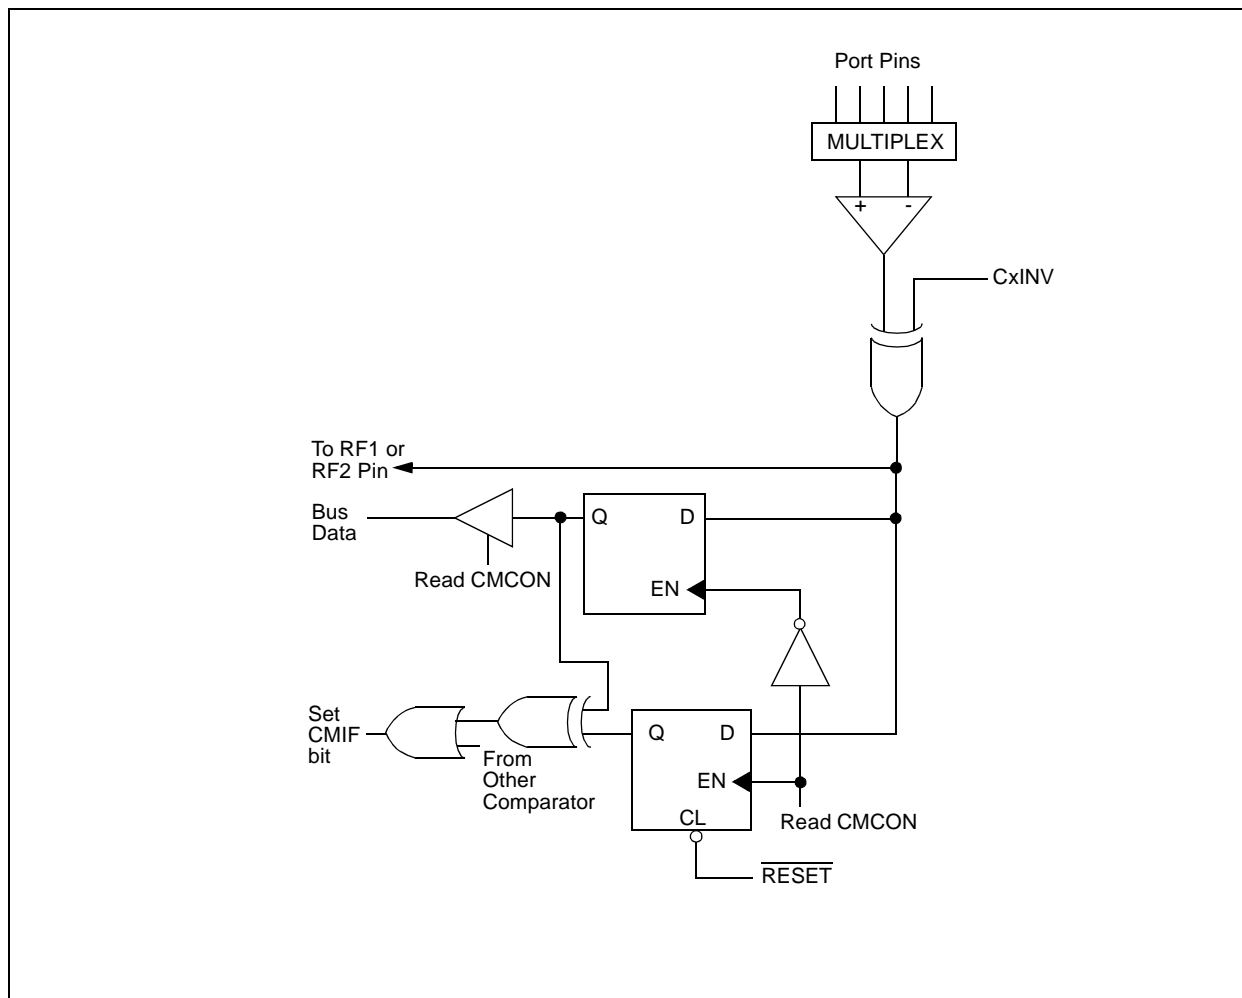 Port Pins
MULTIPLEX
+ -
CxINV
To RF1 or
RF2 Pin
Bus
Data
Q D
EN
Read CMCON
Set
CMIF
bit
From
Other
Comparator
Q D
EN
CL
Read CMCON
RESET